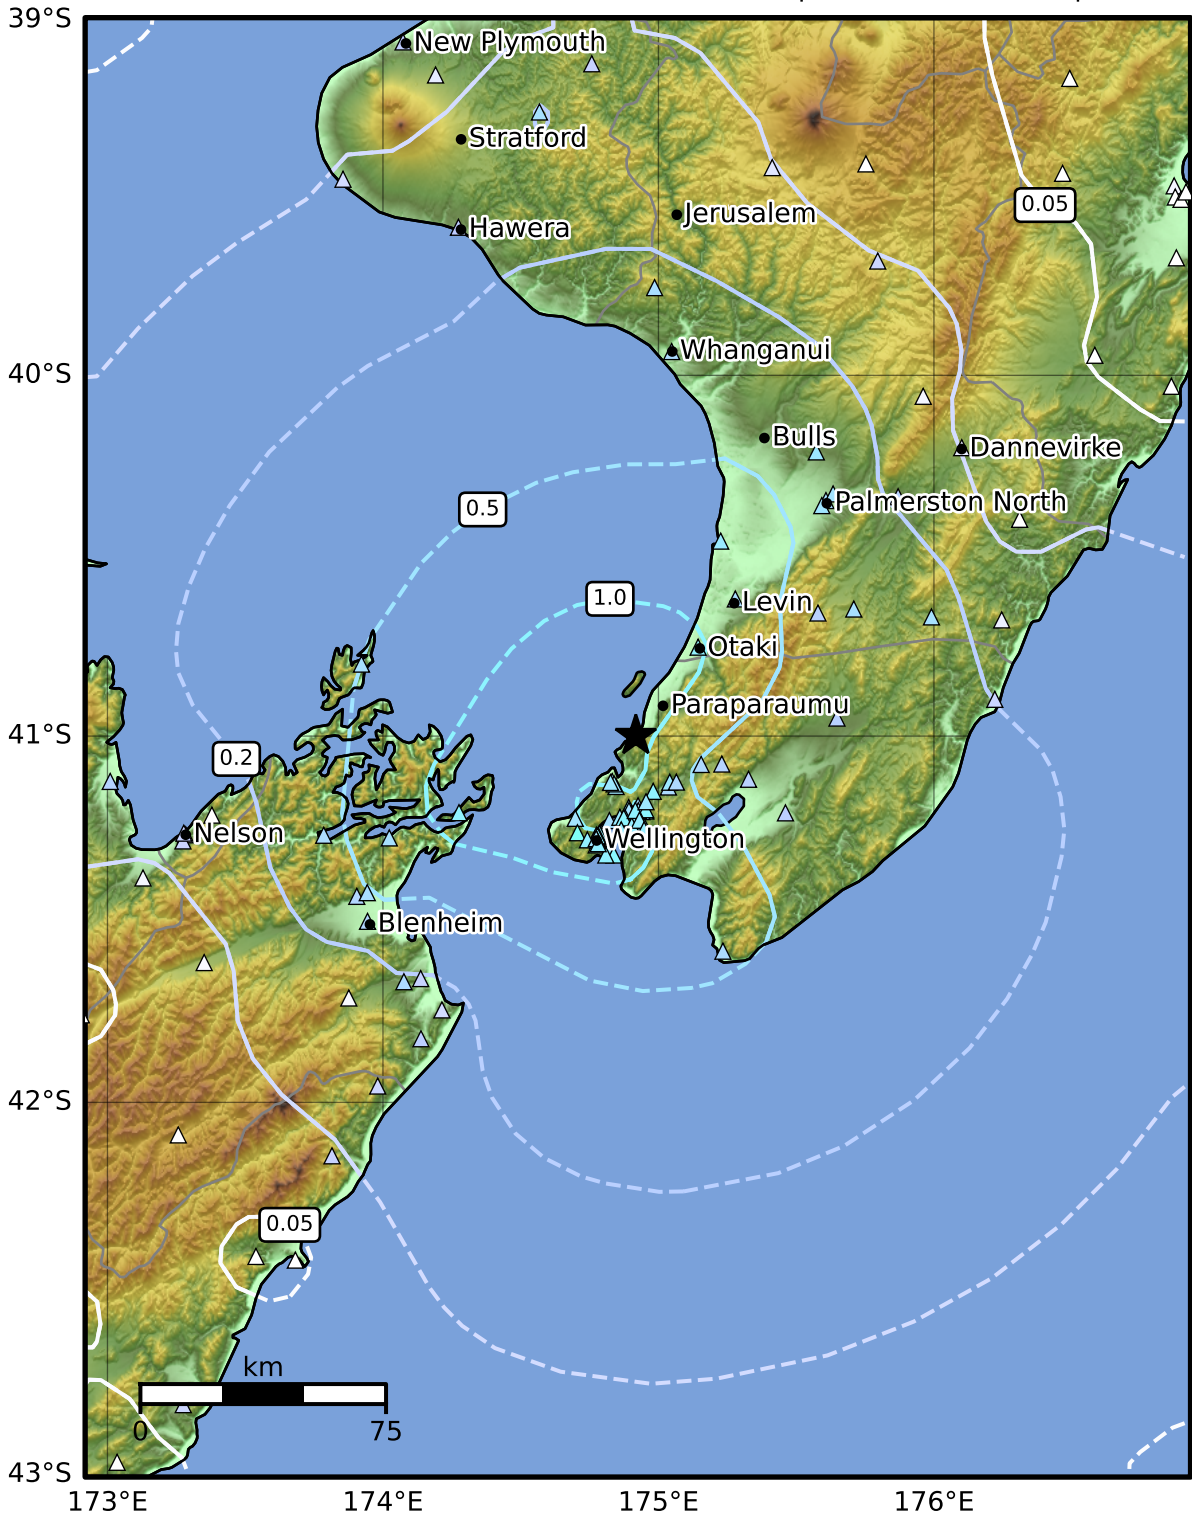 39°S
New Plymouth
Stratford
0.05
Jerusalem
Hawera
Whanganui
40°S
Bulls
Dannevirke
Palmerston North
0.5
1.0
Levin
Otaki
Paraparaumu
41°S
0.2
Nelson
Wellington
Blenheim
42°S
0.05
km
0 75
43°S
173°E 174°E 175°E 176°E